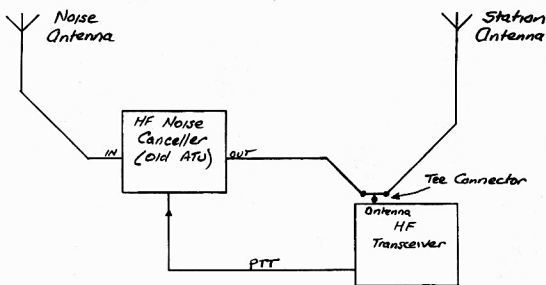 Noise
Antenna
Station
Antenna
HF Noise
Canceller
(Old ATU)
IN
OUT
Tee Connector
Antenna
HF
Transceiver
PTT